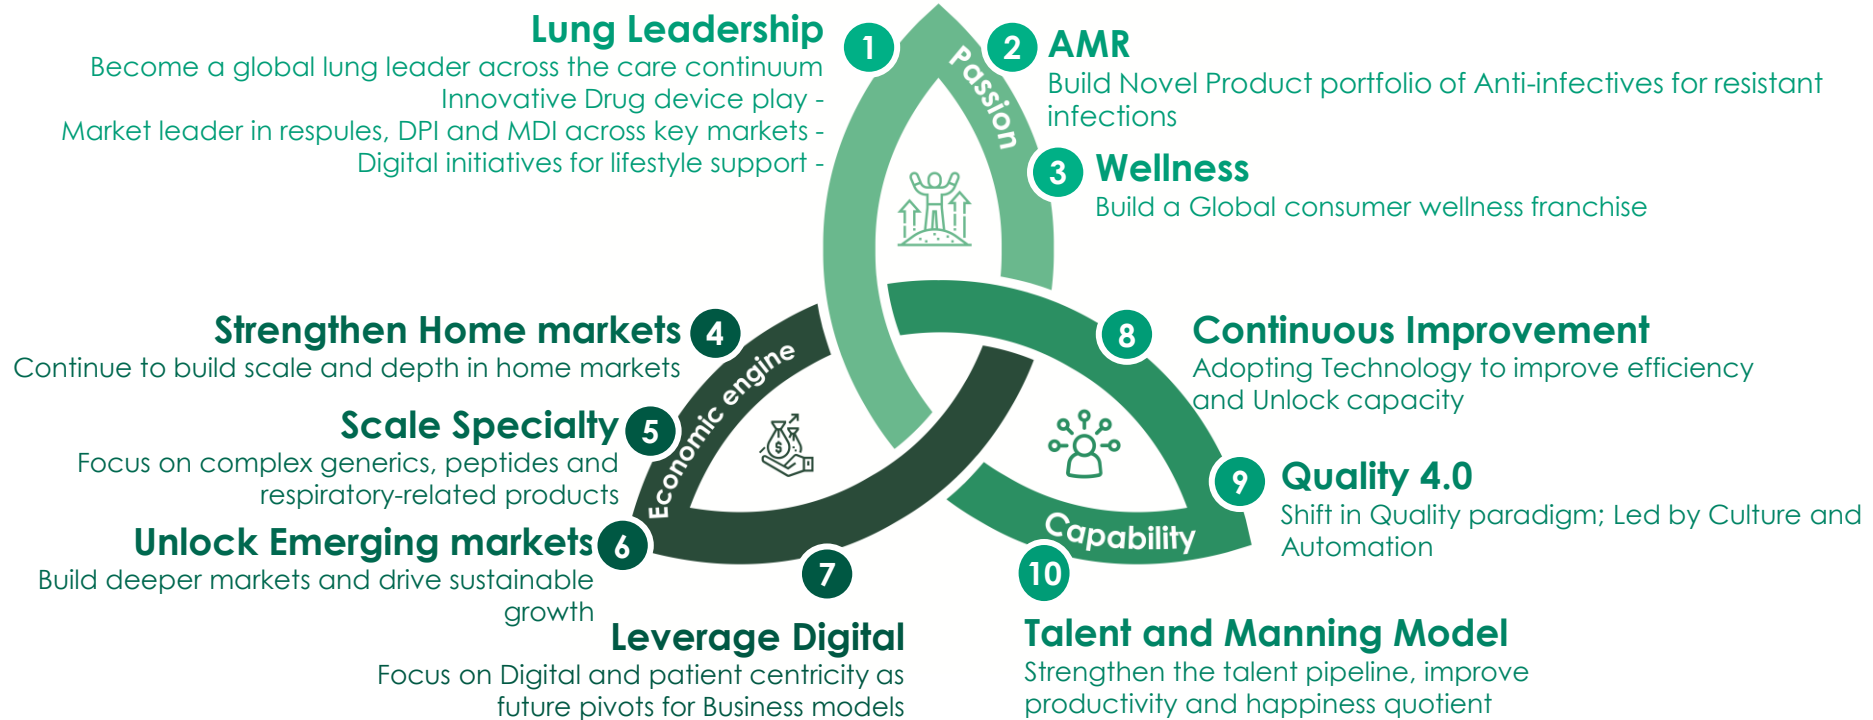 Lung Leadership
Become a global lung leader across the care continuum
Innovative Drug device play -
Market leader in respules, DPI and MDI across key markets -
Digital initiatives for lifestyle support -
1
2
AMR
Build Novel Product portfolio of Anti-infectives for resistant
infections
3
Wellness
Build a Global consumer wellness franchise
Passion
Strengthen Home markets
4
Continue to build scale and depth in home markets
Scale Specialty
5
Focus on complex generics, peptides and
respiratory-related products
Unlock Emerging markets
6
Build deeper markets and drive sustainable
growth
7
Leverage Digital
Focus on Digital and patient centricity as
future pivots for Business models
Economic engine
$
8
Continuous Improvement
Adopting Technology to improve efficiency
and Unlock capacity
9
Quality 4.0
Shift in Quality paradigm; Led by Culture and
Automation
Capability
10
Talent and Manning Model
Strengthen the talent pipeline, improve
productivity and happiness quotient